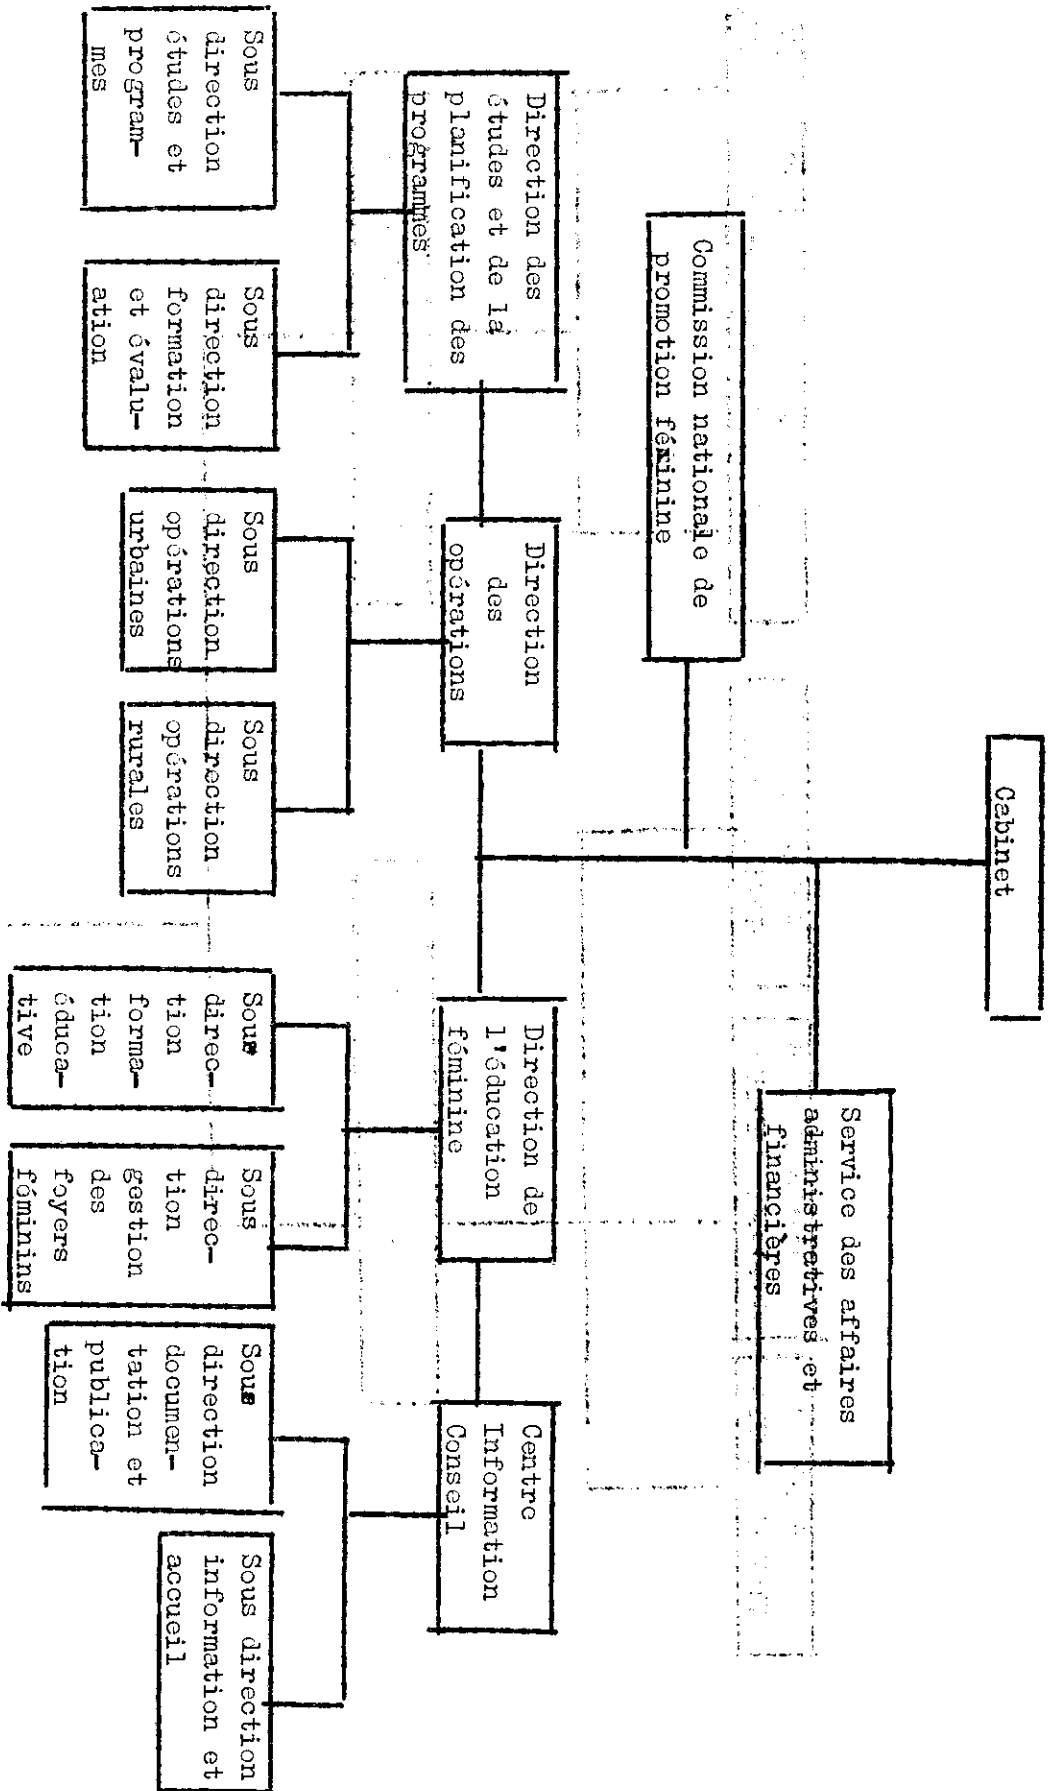 Cabinet
Service des affaires
administratives et
financières
Commission nationale de
promotion féminine
Direction des
études et de la
planification des
programmes
Direction
des
opérations
Direction de
l'éducation
féminine
Centre
Information
Conseil
Sous
direction
études et
program-
mes
Sous
direction
formation
et évalu-
ation
Sous
direction
opérations
urbaines
Sous
direction
opérations
rurales
Sous
direc-
tion
forma-
tion
éduca-
tive
Sous
direc-
tion
gestion
des
foyers
féminins
Sous
direction
documen-
tation et
publica-
tion
Sous direction
information et
accueil